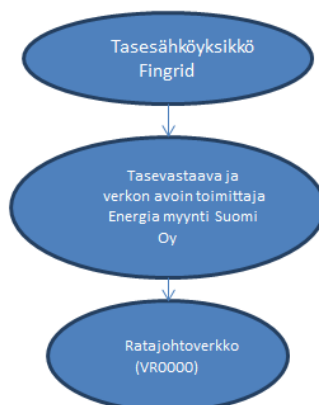 Tasesähköyksikkö
Fingrid
Tasevastaava ja
verkon avoin toimittaja
Energia myynti Suomi
Oy
Ratajohtoverkko
(VR0000)